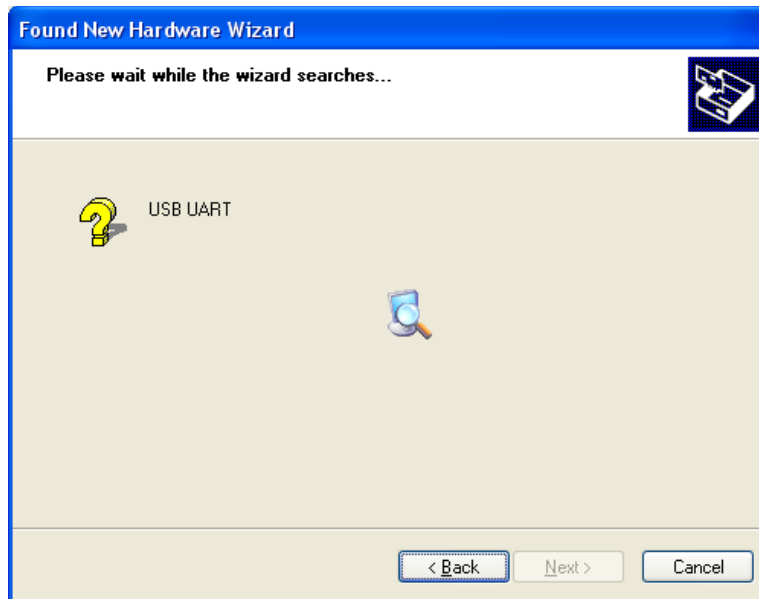 Found New Hardware Wizard
Please wait while the wizard searches...
USB UART
< Back
Next >
Cancel